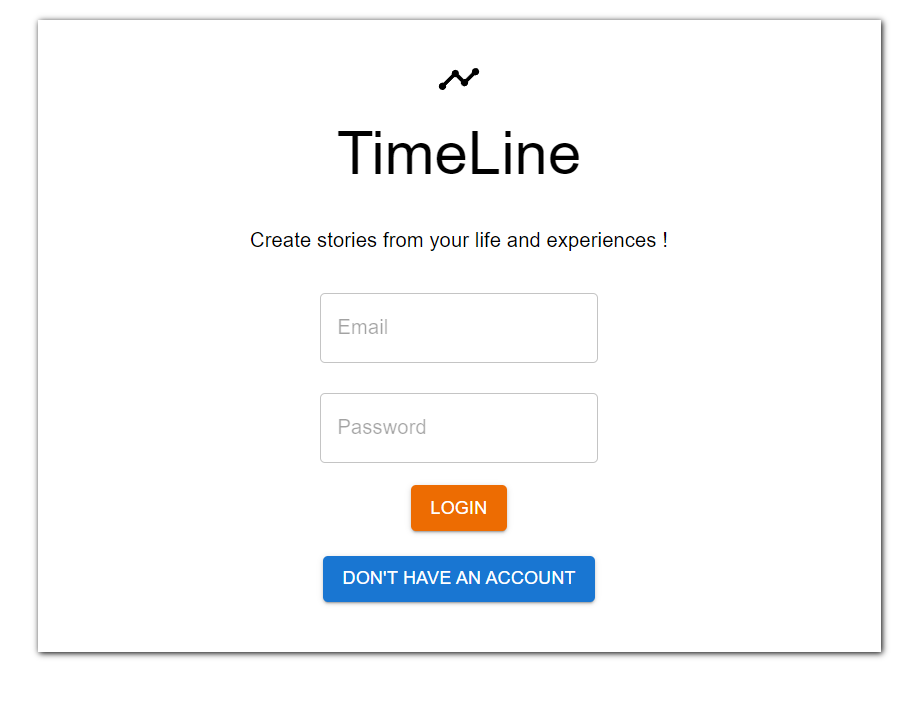 TimeLine
Create stories from your life and experiences !
Email
Password
LOGIN
DON'T HAVE AN ACCOUNT